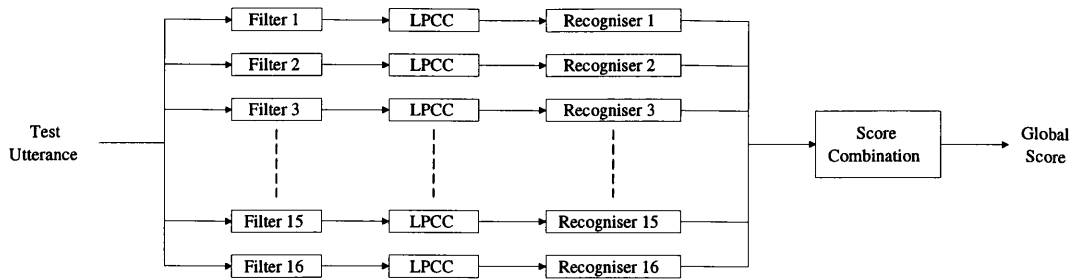 Filter 1 LPCC Recogniser 1
Filter 2 LPCC Recogniser 2
Filter 3 LPCC Recogniser 3
Test
Utterance
Score
Combination
Global
Score
Filter 15 LPCC Recogniser 15
Filter 16 LPCC Recogniser 16